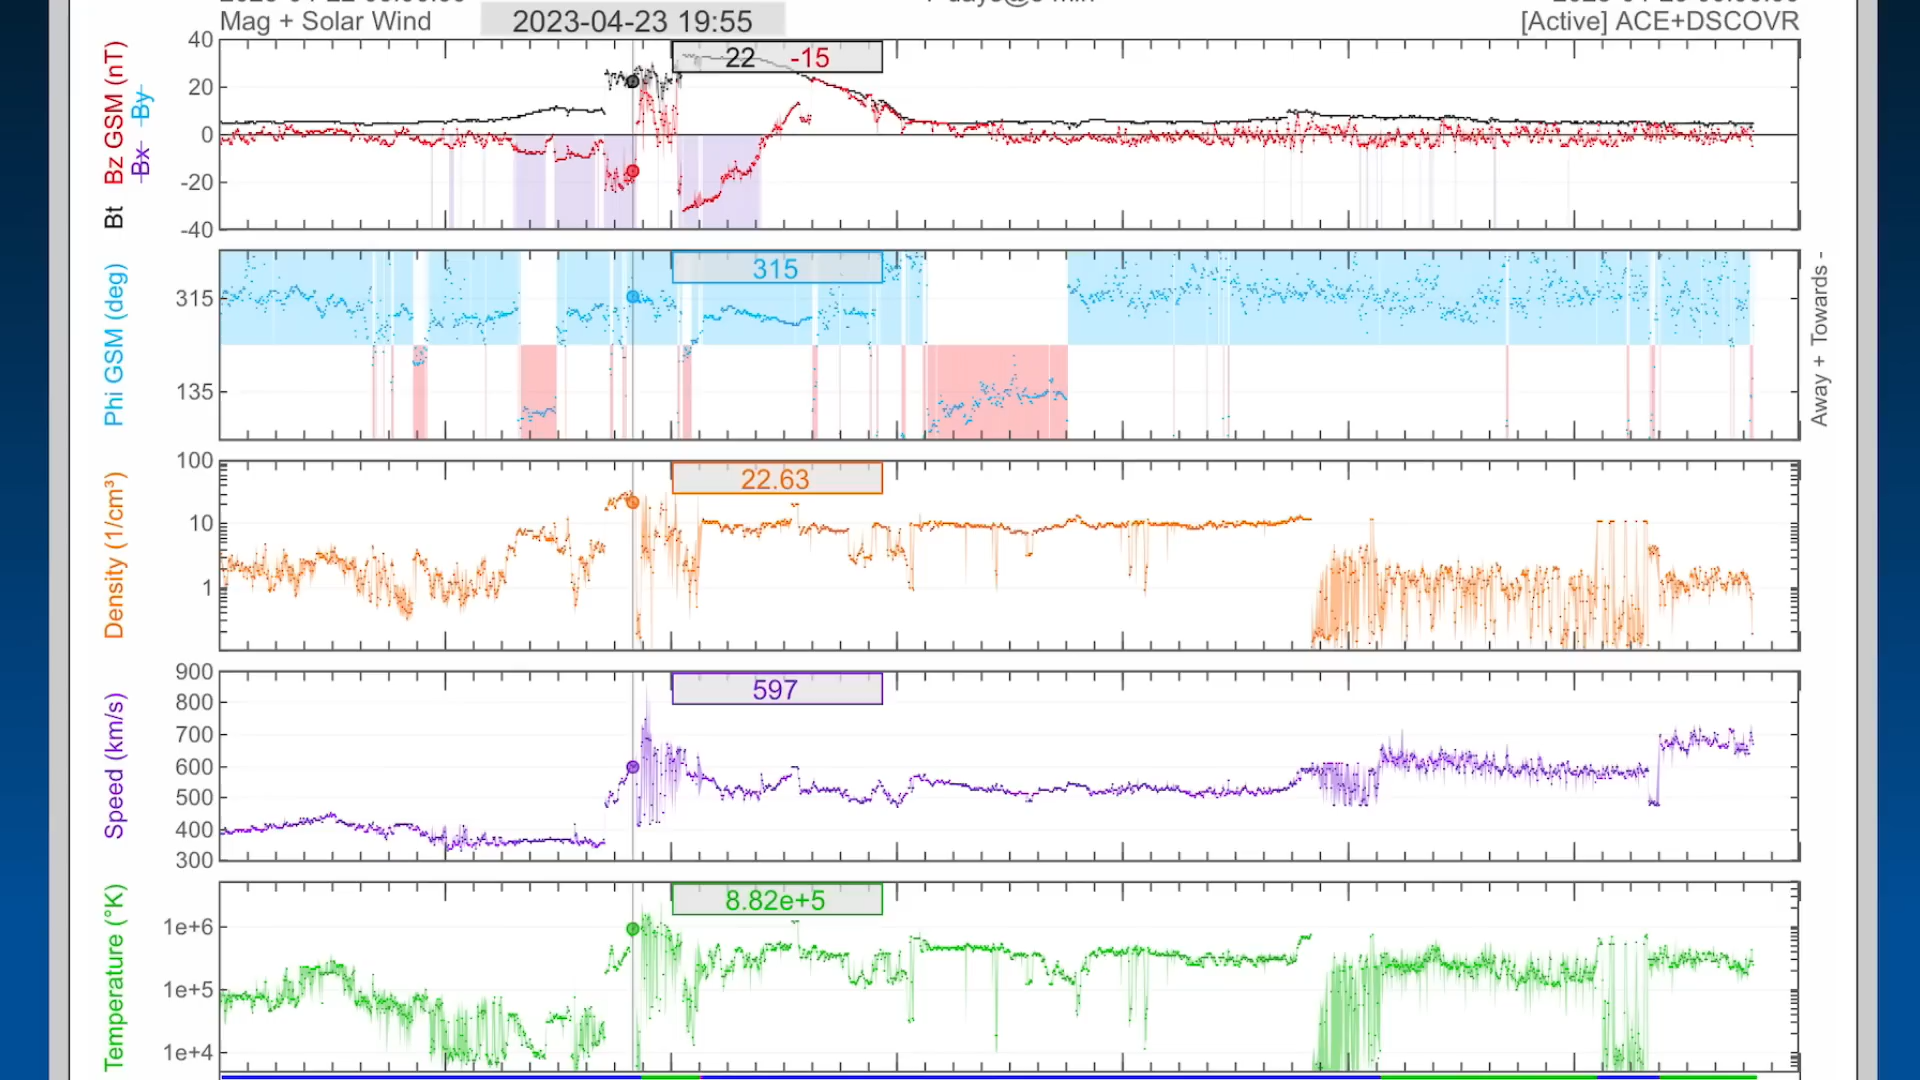 Mag + Solar Wind
2023-04-23 19:55
[Active] ACE+DSCOVR
Bt Bz GSM (nT)
Bx By
40
20
0
-20
-40
22 -15
Phi GSM (deg)
315
135
315
Away + Towards -
Density (1/cm³)
100
10
1
22.63
Speed (km/s)
900
800
700
600
500
400
300
597
Temperature (°K)
1e+6
1e+5
1e+4
8.82e+5